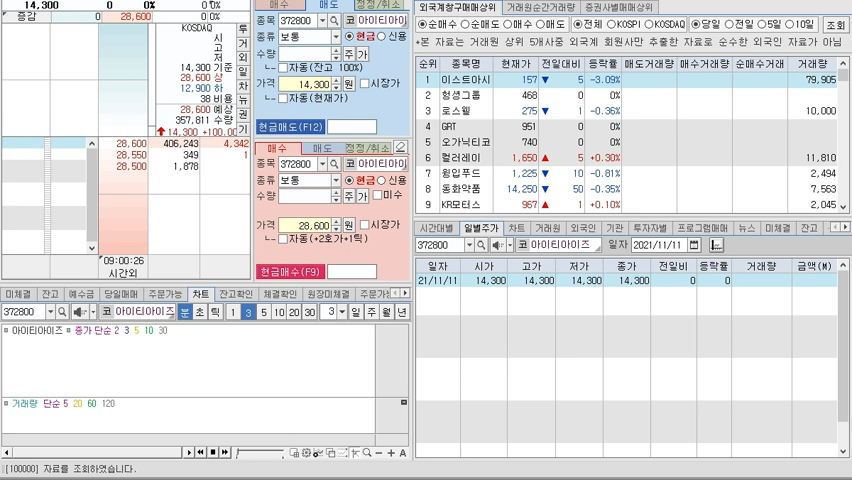 14,300 0 0% 0 0%
증감 0 28,600 0 0%
KOSDAQ
시
고
저
14,300 기준
28,600 상
12,900 하
38 비용
28,600 예상
357,811 수량
14,300 +100.00
투
거
외
일
차
뉴
권
기
28,600 406,243 4,342
28,550 349 1
28,500 1,878
09:00:26
시간외
매수 매도 정정/취소
종목 372800 코 아이티아이
종류 보통 현금 신용
수량 주 가
자동(잔고 100%)
가격 14,300 원 시장가
자동(현재가)
현금매도(F12)
매수 매도 정정/취소
종목 372800 코 아이티아이
종류 보통 현금 신용
수량 주 가 미수
가격 28,600 원 시장가
자동(+2호가+1틱)
현금매수(F9)
미체결 잔고 예수금 당일매매 주문가능 차트 잔고확인 체결확인 원장미체결 주문가능
372800 코 아이티아이즈 분 초 틱 1 3 5 10 20 30 3 일 주 월 년
아이티아이즈 종가 단순 2 3 5 10 30
거래량 단순 5 20 60 120
[100000] 자료를 조회하였습니다.
외국계창구매매상위 거래원순간거래량 증권사별매매상위
순매수 순매도 매수 매도 전체 KOSPI KOSDAQ 당일 전일 5일 10일 조회
*본 자료는 거래원 상위 5개사중 외국계 회원사만 추출한 자료로 순수한 외국인 자료가 아님
순위 종목명 현재가 전일대비 등락률 매도거래량 매수거래량 순매수거래 거래량
1 이스트아시 157 ▼ 5 -3.09% 79,905
2 헝셩그룹 468 0 0%
3 로스웰 275 ▼ 1 -0.36% 10,000
4 GRT 951 0 0%
5 오가닉티코 740 0 0%
6 컬러레이 1,650 ▲ 5 +0.30% 11,810
7 윙입푸드 1,225 ▼ 10 -0.81% 2,494
8 동화약품 14,250 ▼ 50 -0.35% 7,563
9 KR모터스 967 ▲ 1 +0.10% 2,045
시간대별 일별주가 차트 거래원 외국인 기관 투자자별 프로그램매매 뉴스 미체결 잔고
372800 코 아이티아이즈 일자 2021/11/11
일자 시가 고가 저가 종가 전일비 등락률 거래량 금액(M)
21/11/11 14,300 14,300 14,300 14,300 0 0